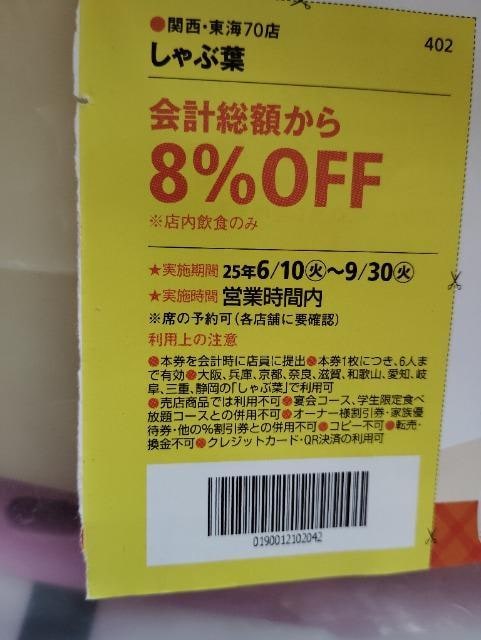 ●関西・東海70店
しゃぶ葉
402
会計総額から
8%OFF
※店内飲食のみ
★実施期間 25年6/10㊋〜9/30㊋
★実施時間 営業時間内
※席の予約可(各店舗に要確認)
利用上の注意
●本券を会計時に店員に提出●本券1枚につき、6人ま
で有効●大阪、兵庫、京都、奈良、滋賀、和歌山、愛知、岐
阜、三重、静岡の「しゃぶ葉」で利用可
●売店商品では利用不可●宴会コース、学生限定食べ
放題コースとの併用不可●オーナー様割引券・家族優
待券・他の%割引券との併用不可●コピー不可●転売・
換金不可●クレジットカード・QR決済の利用可
0190012102042